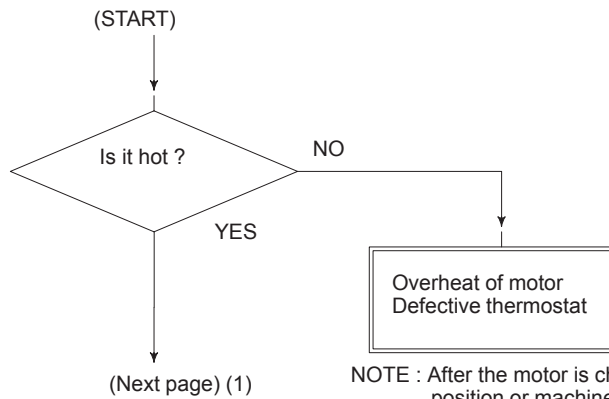 (START)
Is it hot ?
NO
YES
Overheat of motor
Defective thermostat
(Next page) (1)
NOTE : After the motor is
position or machine